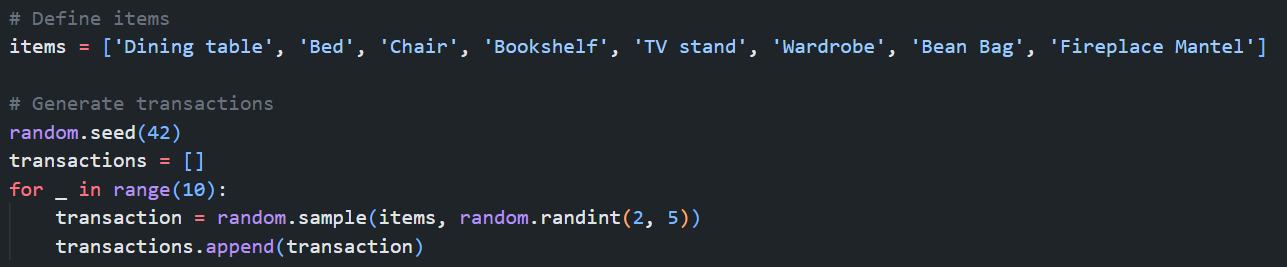 # Define items
items = ['Dining table', 'Bed', 'Chair', 'Bookshelf', 'TV stand', 'Wardrobe', 'Bean Bag', 'Fireplace Mantel']
# Generate transactions
random.seed(42)
transactions = []
for _ in range(10):
    transaction = random.sample(items, random.randint(2, 5))
    transactions.append(transaction)